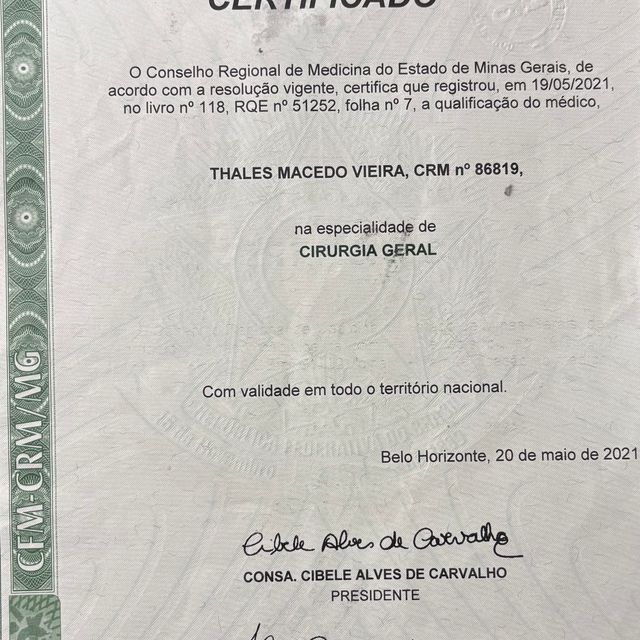 CERTIFICADO
O Conselho Regional de Medicina do Estado de Minas Gerais, de
acordo com a resolução vigente, certifica que registrou, em 19/05/2021,
no livro nº 118, RQE nº 51252, folha nº 7, a qualificação do médico,
THALES MACEDO VIEIRA, CRM nº 86819,
na especialidade de
CIRURGIA GERAL
Com validade em todo o território nacional.
Belo Horizonte, 20 de maio de 2021
Cibele Alves de Carvalho
CONSA. CIBELE ALVES DE CARVALHO
PRESIDENTE
CFM-CRM/MG